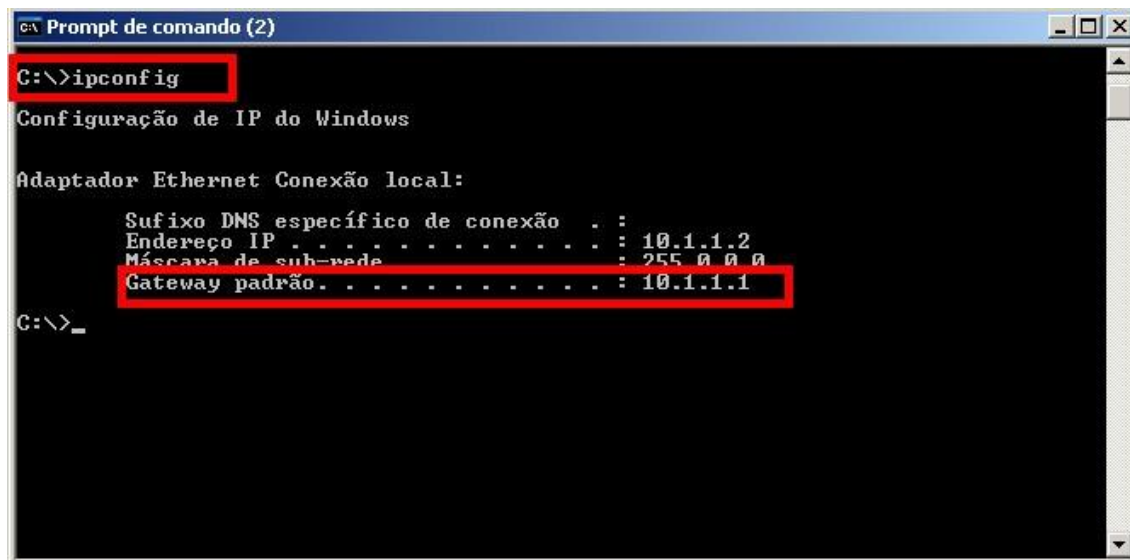 Prompt de comando (2)
C:\>ipconfig
Configuração de IP do Windows
Adaptador Ethernet Conexão local:
Sufixo DNS específico de conexão . :
Endereço IP . . . . . . . . . . . . : 10.1.1.2
Máscara de sub-rede . . . . . . . . : 255.0.0.0
Gateway padrão. . . . . . . . . . . : 10.1.1.1
C:\>_